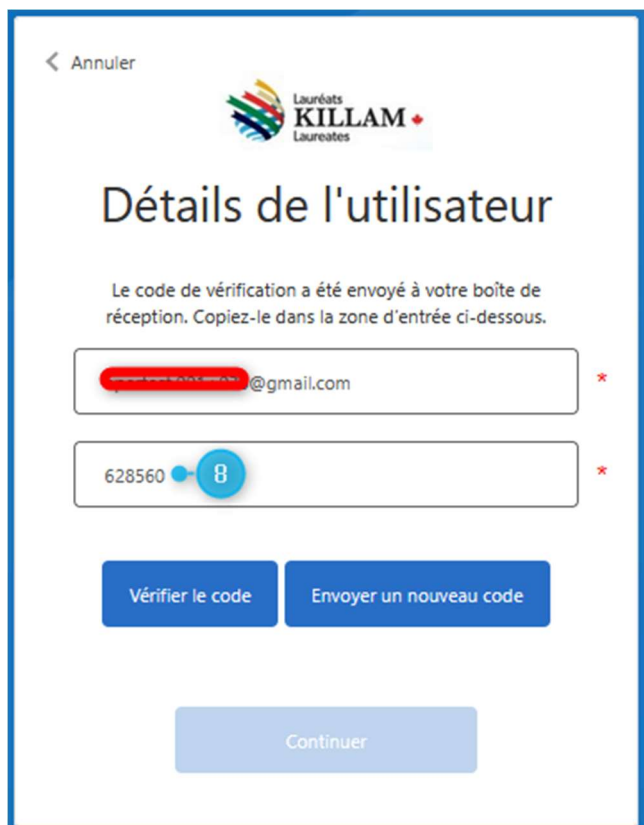 Annuler
Lauréats
KILLAM
Laureates
Détails de l'utilisateur
Le code de vérification a été envoyé à votre boîte de
réception. Copiez-le dans la zone d'entrée ci-dessous.
@gmail.com *
628560 8 *
Vérifier le code Envoyer un nouveau code
Continuer